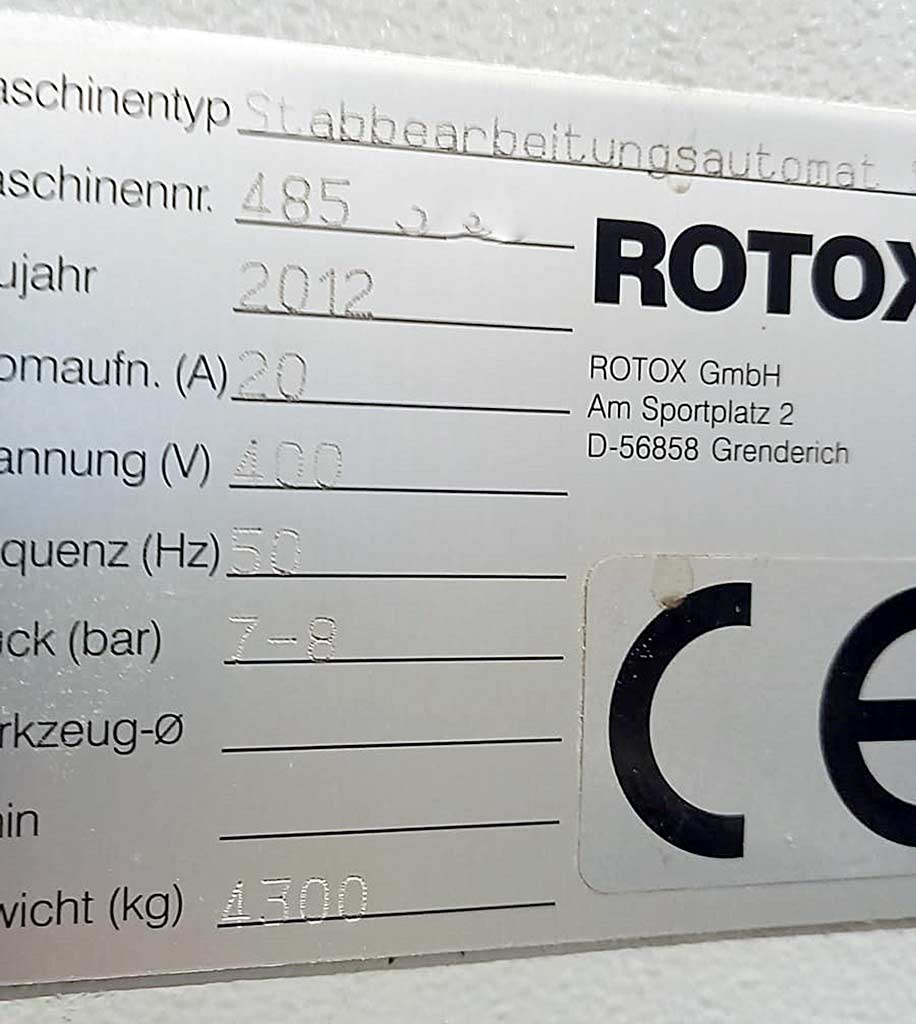 aschinentyp Stabbearbeitungsautomat
aschinennr. 485
ujahr 2012
omaufn. (A) 20
annung (V) 400
quenz (Hz) 50
ck (bar) 7-8
rkzeug-Ø
in
wicht (kg) 4300
ROTOX
ROTOX GmbH
Am Sportplatz 2
D-56858 Grenderich
CE